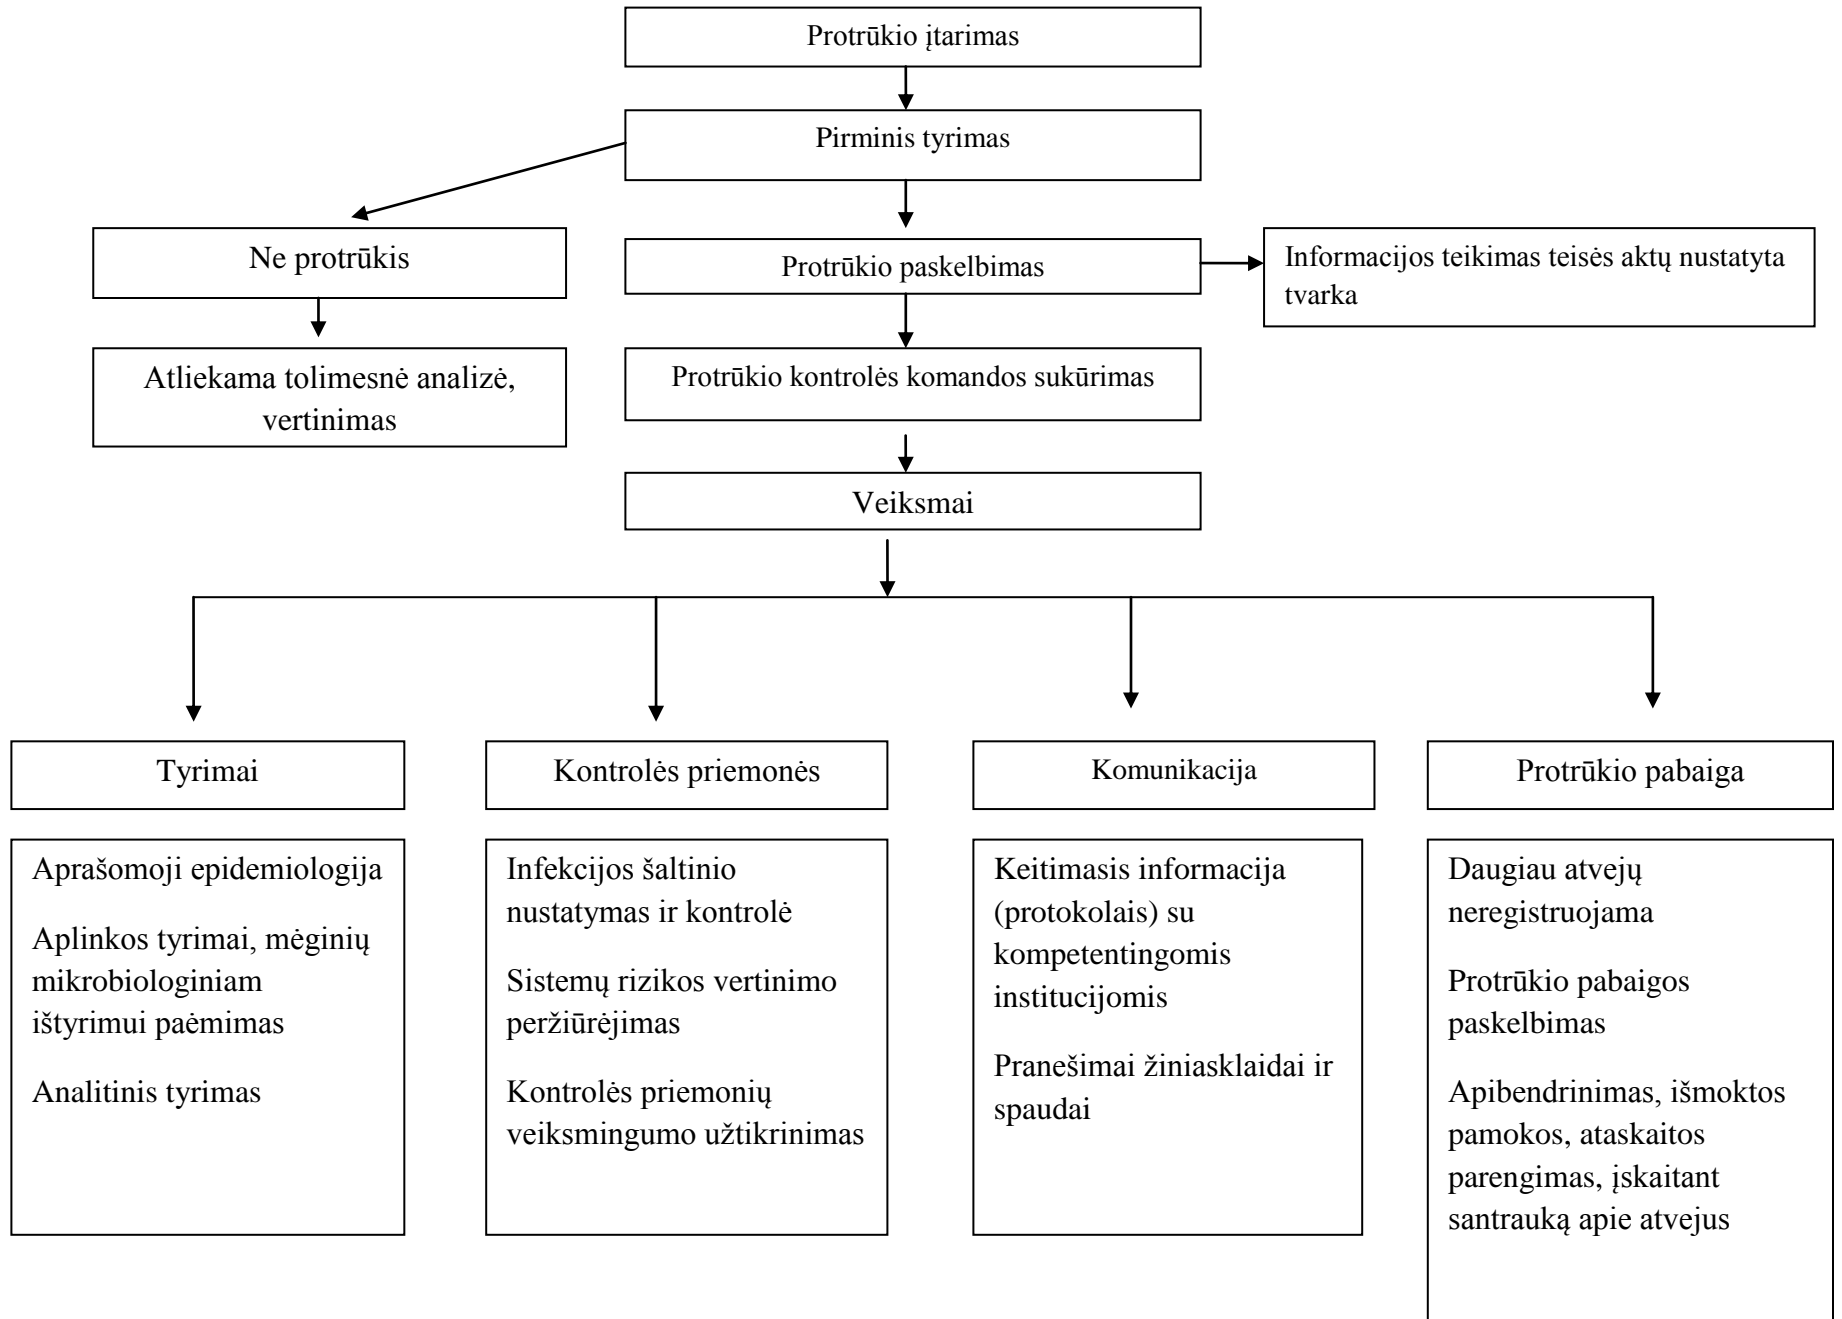 Protrūkio įtarimas
Pirminis tyrimas
Ne protrūkis
Protrūkio paskelbimas
Informacijos teikimas teisės aktų nustatyta
tvarka
Atliekama tolimesnė analizė,
vertinimas
Protrūkio kontrolės komandos sukūrimas
Veiksmai
Tyrimai
Kontrolės priemonės
Komunikacija
Protrūkio pabaiga
Aprašomoji epidemiologija
Aplinkos tyrimai, mėginių
mikrobiologiniam
ištyrimui paėmimas
Analitinis tyrimas
Infekcijos šaltinio
nustatymas ir kontrolė
Sistemų rizikos vertinimo
peržiūrėjimas
Kontrolės priemonių
veiksmingumo užtikrinimas
Keitimasis informacija
(protokolais) su
kompetentingomis
institucijomis
Pranešimai žiniasklaidai ir
spaudai
Daugiau atvejų
neregistruojama
Protrūkio pabaigos
paskelbimas
Apibendrinimas, išmoktos
pamokos, ataskaitos
parengimas, įskaitant
santrauką apie atvejus